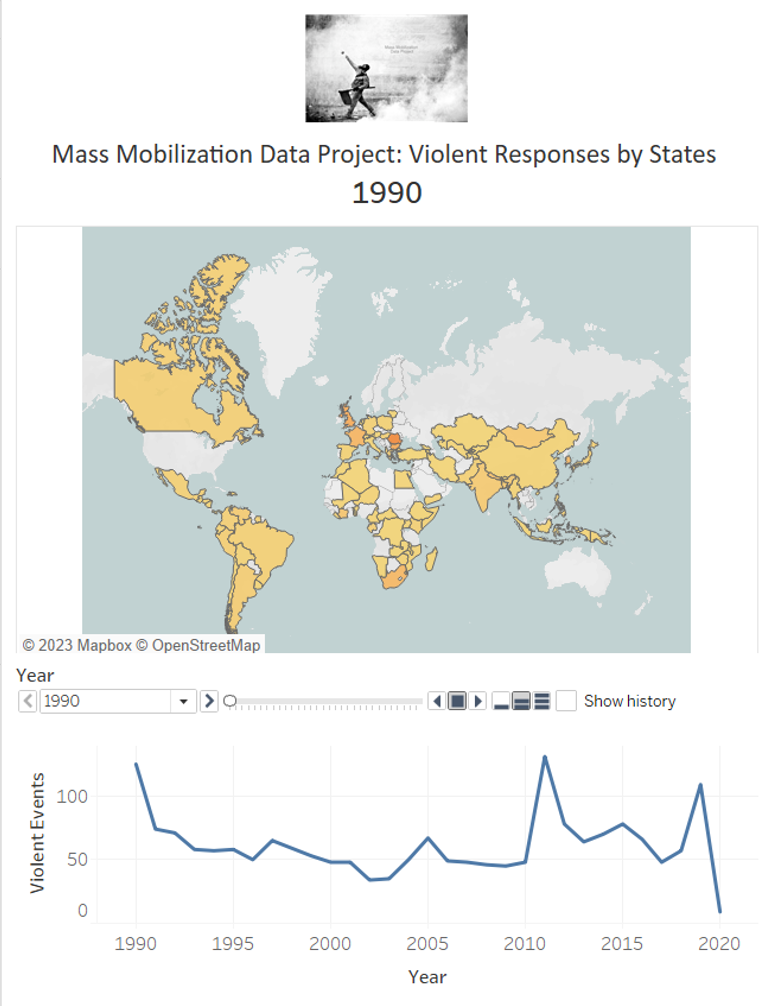 Mass Mobilization
Data Project
Mass Mobilization Data Project: Violent Responses by States
1990
© 2023 Mapbox © OpenStreetMap
Year
1990
Show history
Violent Events
100
50
0
1990 1995 2000 2005 2010 2015 2020
Year